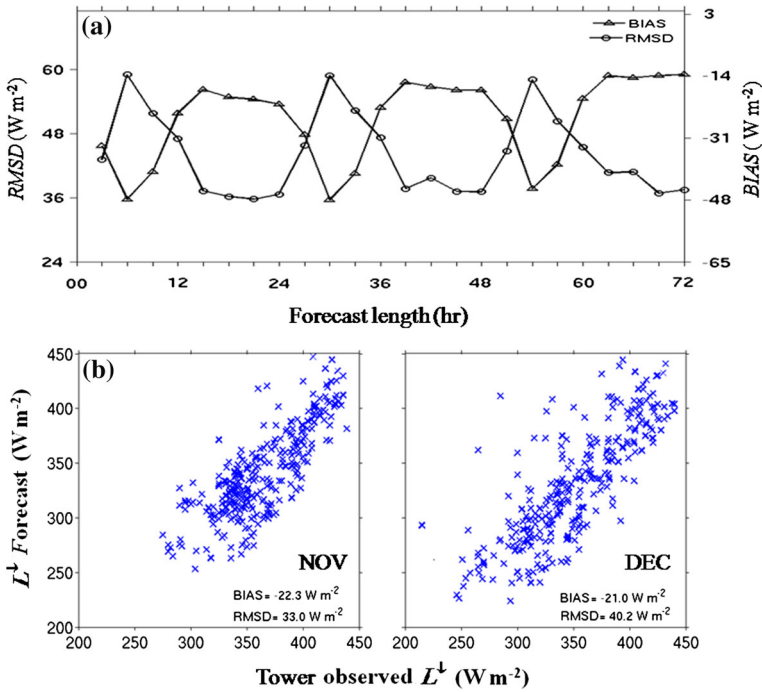 (a)
BIAS
RMSD
60
48
36
24
RMSD (W m-2)
3
-14
-31
-48
-65
BIAS ( W m-2)
00
12
24
36
48
60
72
Forecast length (hr)
(b)
450
400
350
300
250
200
L↓ Forecast (W m-2)
NOV
BIAS= -22.3 W m-2
RMSD= 33.0 W m-2
DEC
BIAS= -21.0 W m-2
RMSD= 40.2 W m-2
200 250 300 350 400 450
200 250 300 350 400 450
Tower observed L↓ (W m-2)